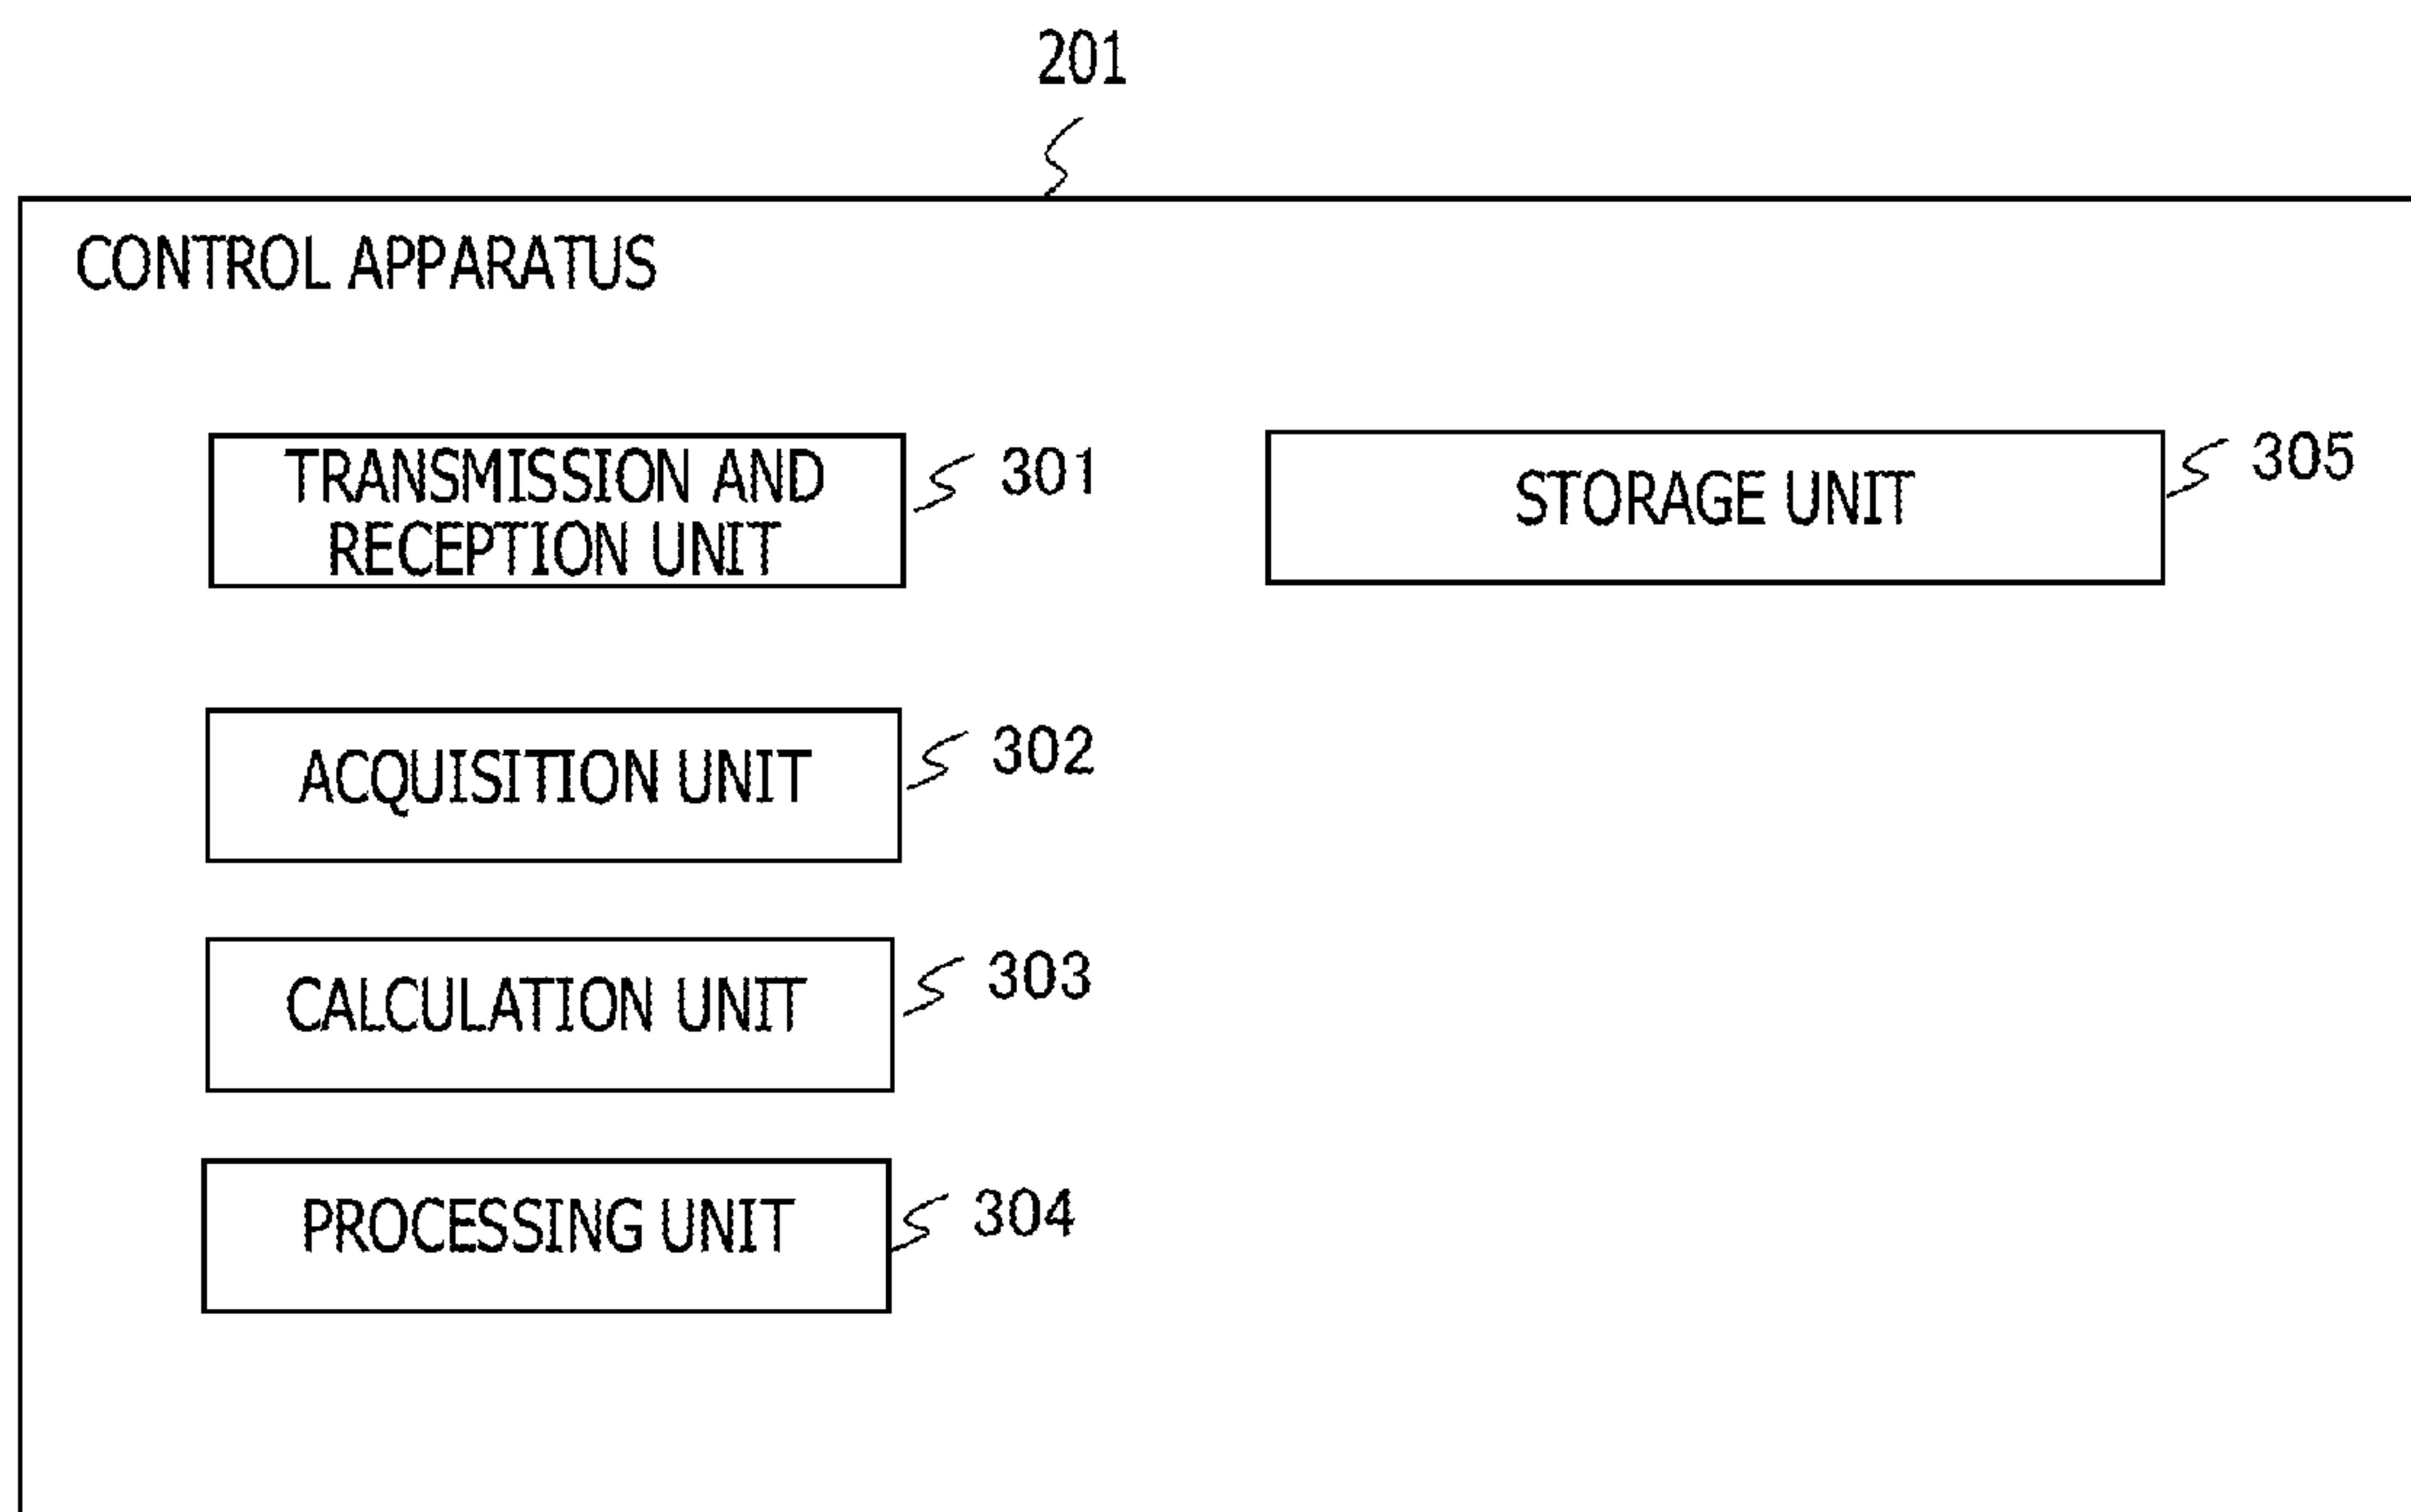 201
CONTROL APPARATUS
TRANSMISSION AND
RECEPTION UNIT
301
STORAGE UNIT
305
ACQUISITION UNIT
302
CALCULATION UNIT
303
PROCESSING UNIT
304